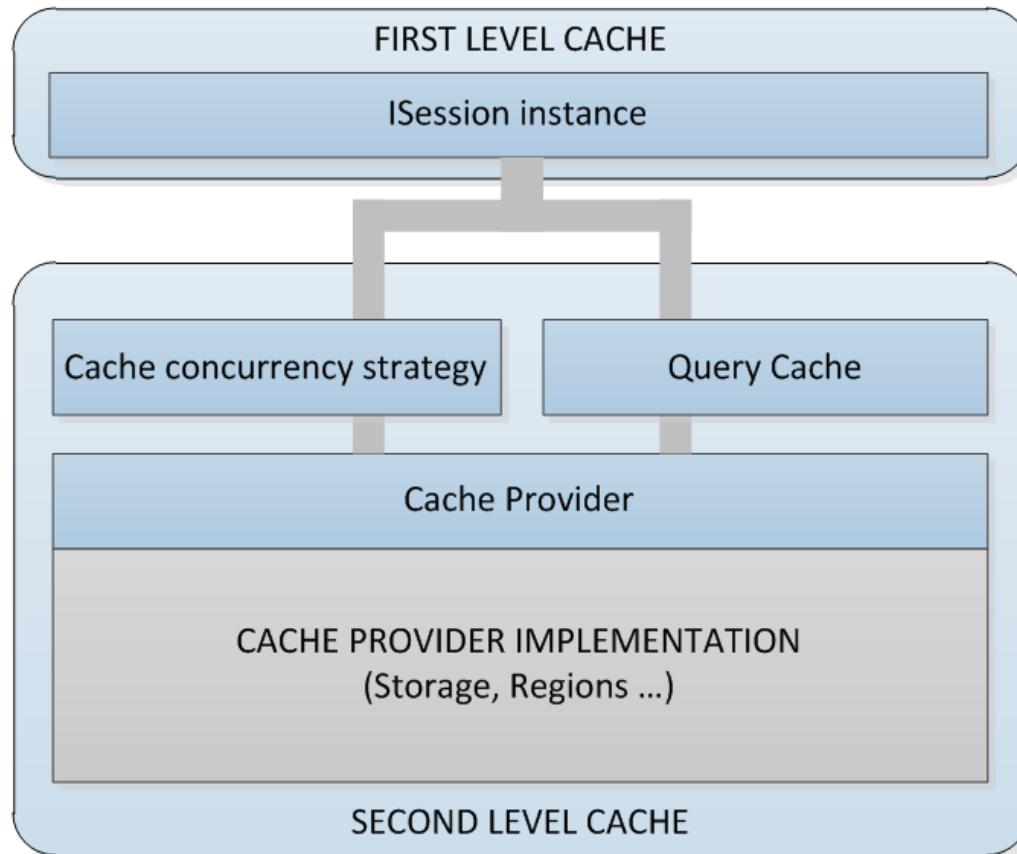 FIRST LEVEL CACHE
ISession instance
Cache concurrency strategy
Query Cache
Cache Provider
CACHE PROVIDER IMPLEMENTATION
(Storage, Regions ...)
SECOND LEVEL CACHE